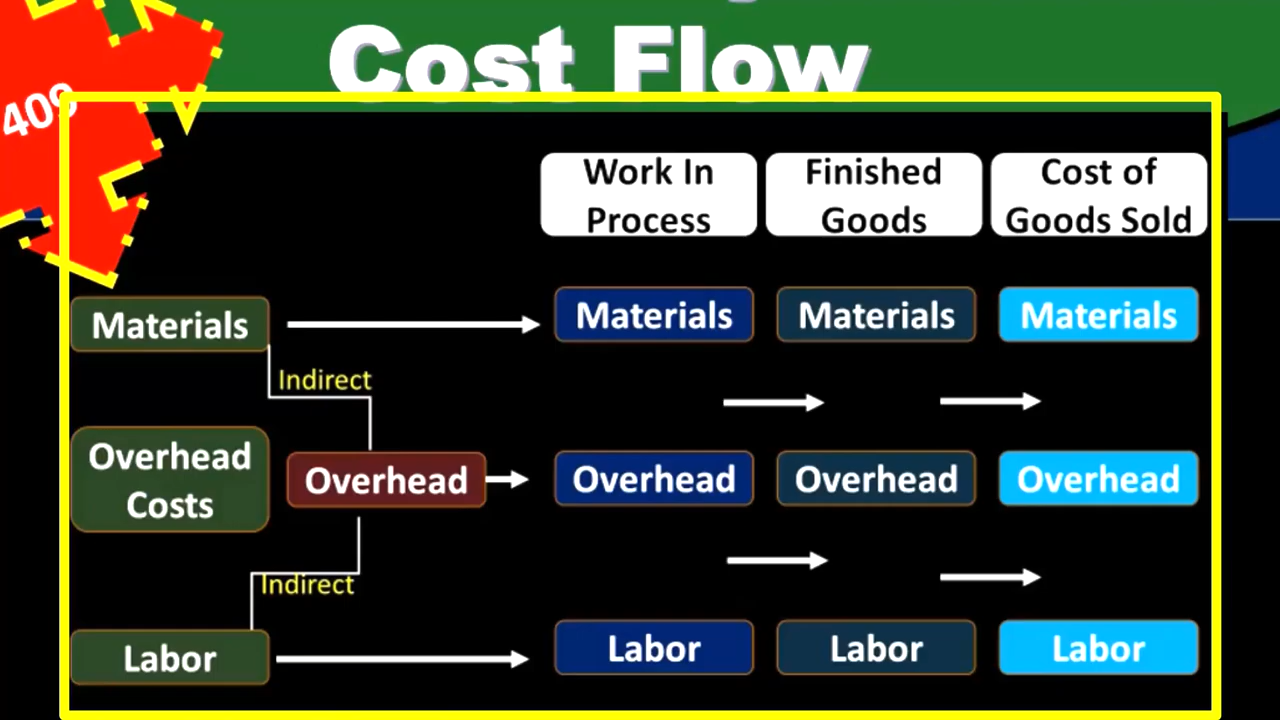 Cost Flow
409
Work In
Process
Finished
Goods
Cost of
Goods Sold
Materials
Materials
Materials
Materials
Indirect
Overhead
Costs
Overhead
Overhead
Overhead
Overhead
Indirect
Labor
Labor
Labor
Labor